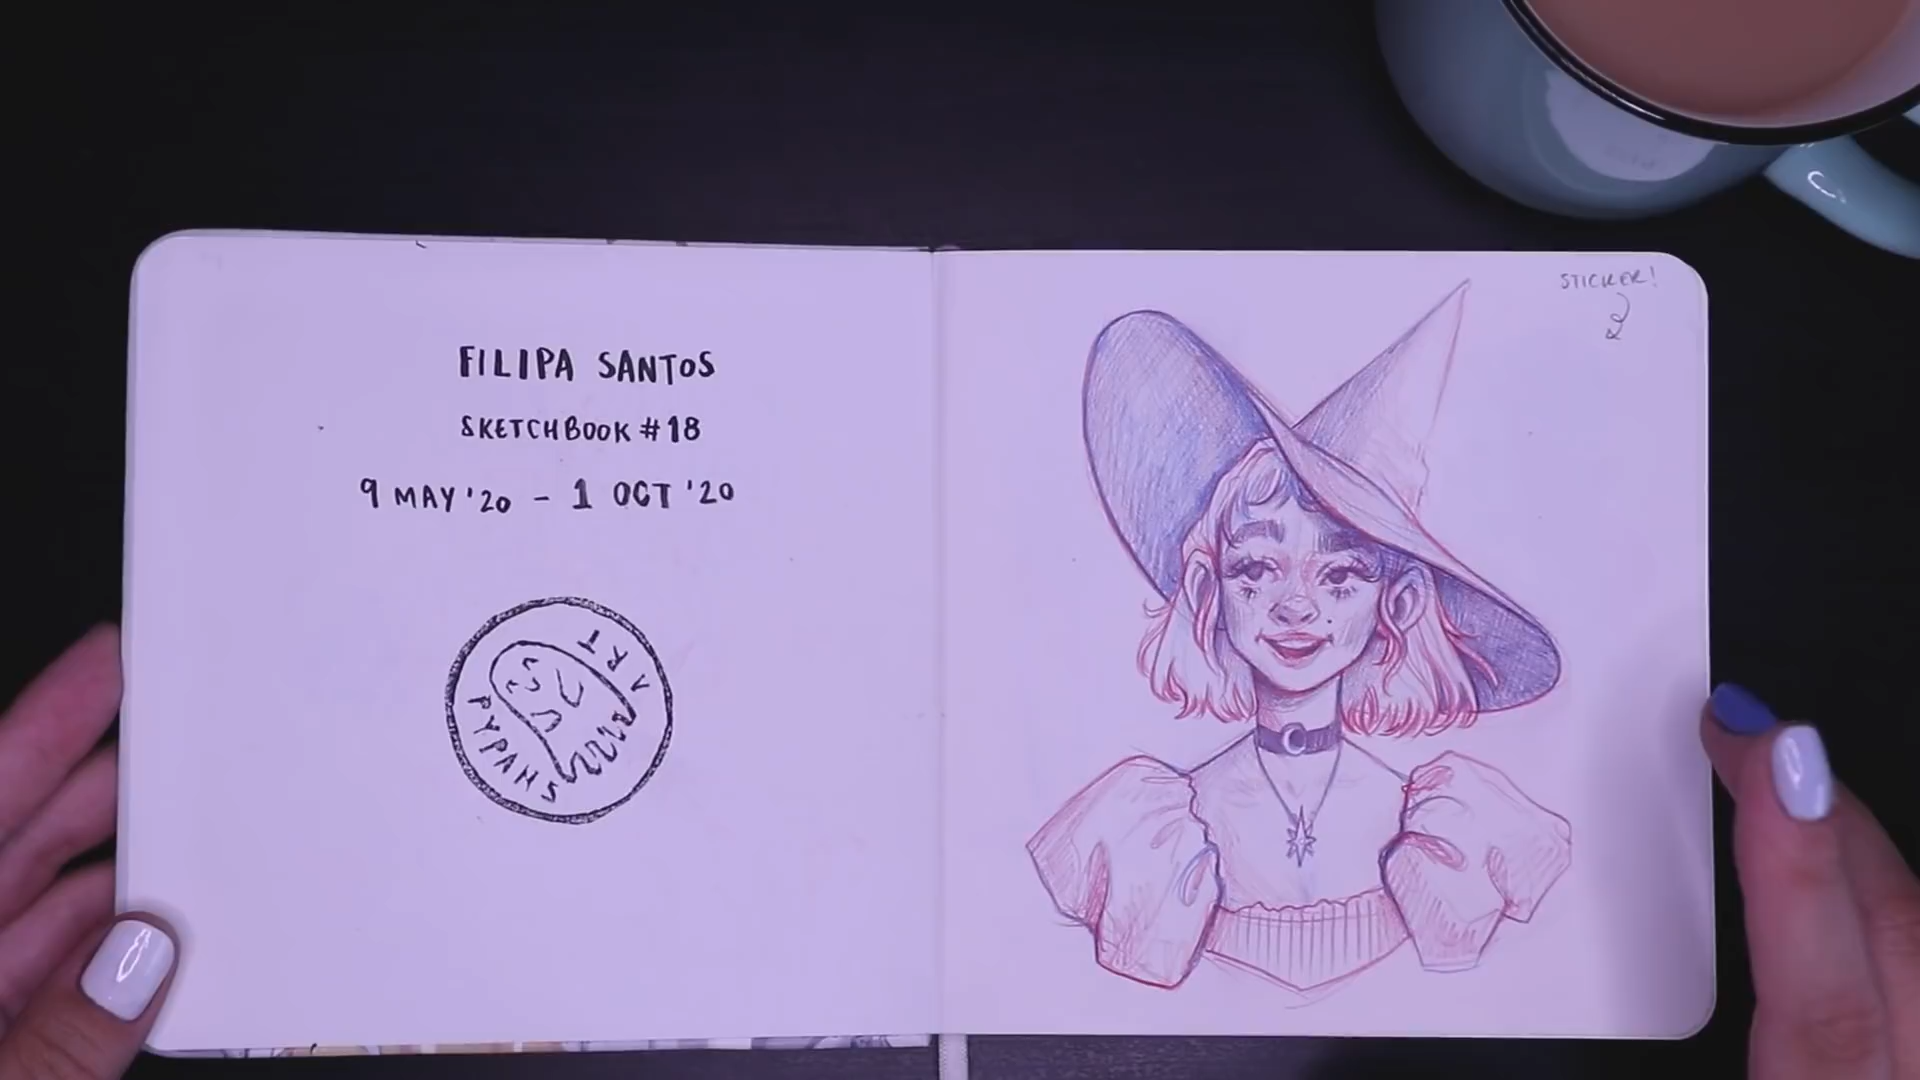 FILIPA SANTOS
SKETCHBOOK #18
9 MAY '20 - 1 OCT '20
PYPAHS ART
STICKER!